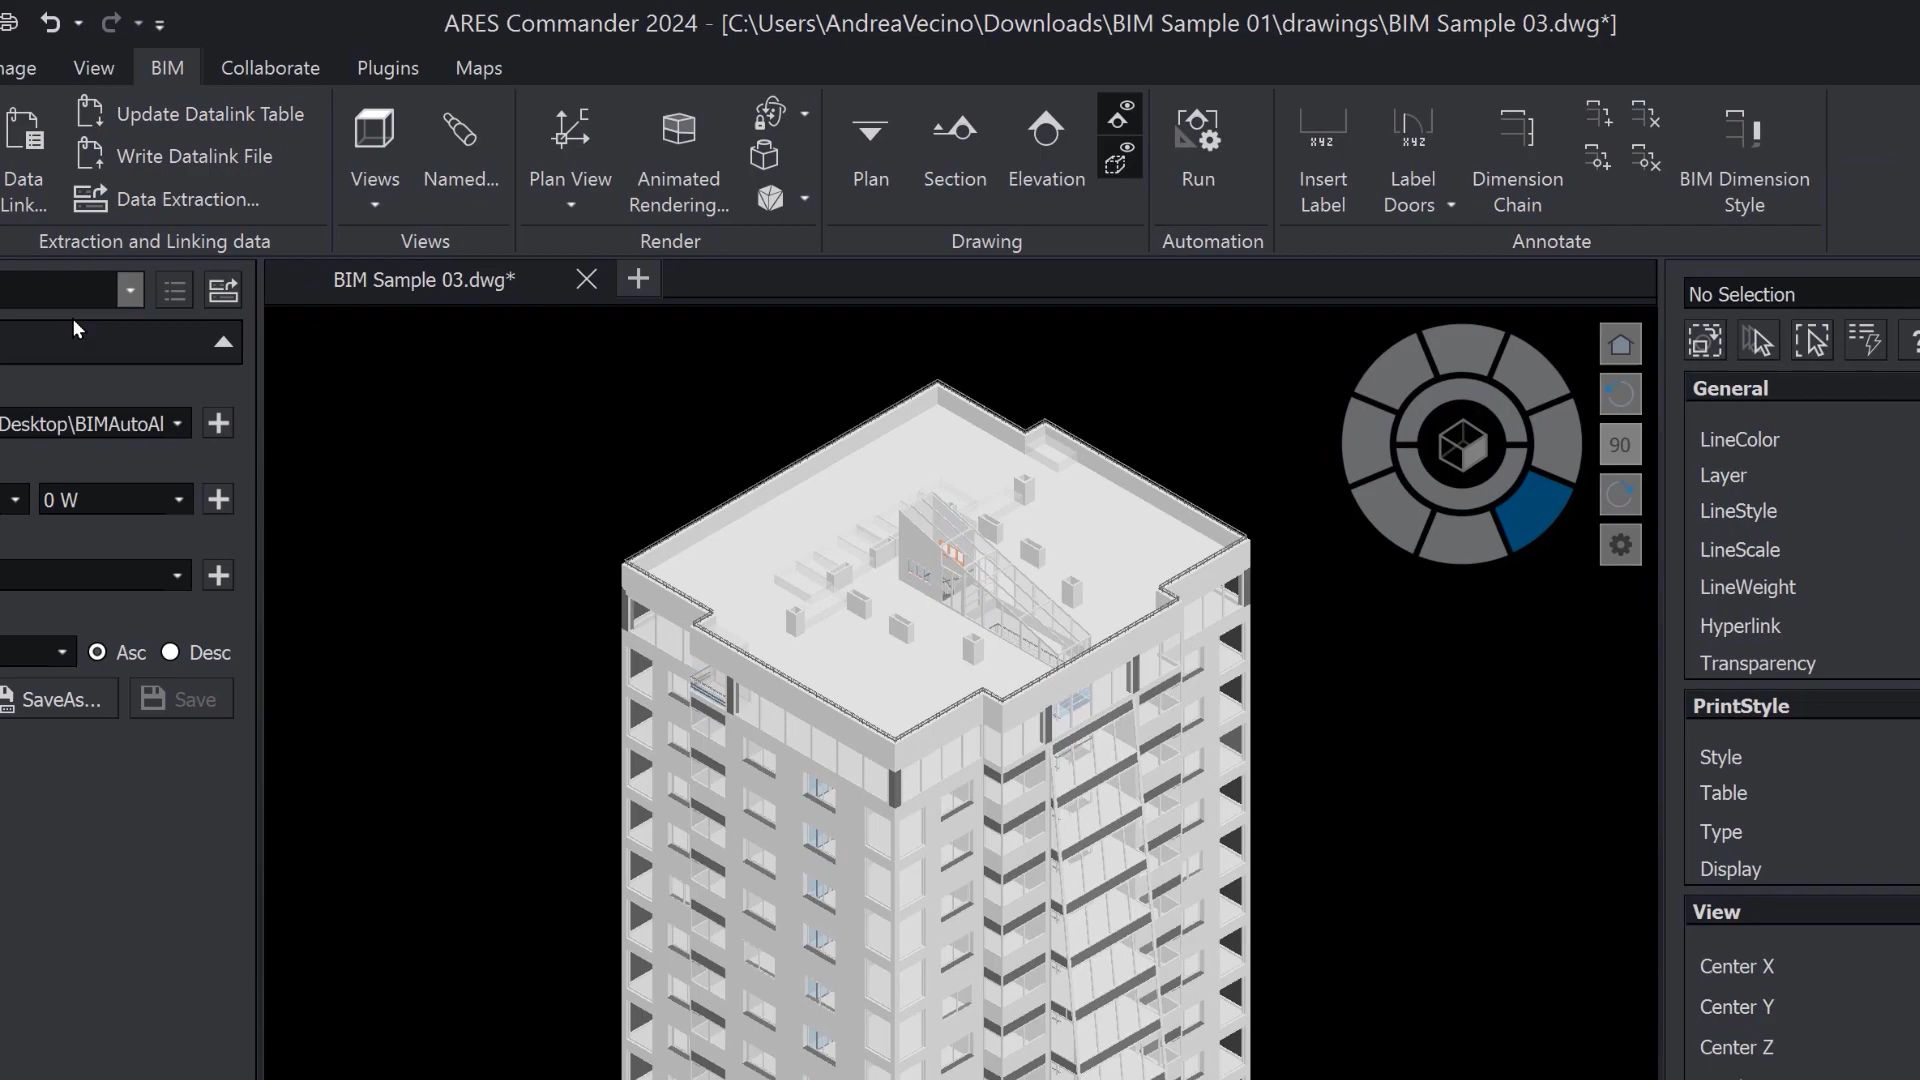 ARES Commander 2024 - [C:\Users\AndreaVecino\Downloads\BIM Sample 01\drawings\BIM Sample 03.dwg*]
nage View BIM Collaborate Plugins Maps
Update Datalink Table
Write Datalink File
Data Extraction...
Data
Link...
Views
Named...
Plan View
Animated
Rendering...
Plan
Section
Elevation
Run
XYZ
Insert
Label
XYZ
Label
Doors
Dimension
Chain
BIM Dimension
Style
Extraction and Linking data
Views
Render
Drawing
Automation
Annotate
BIM Sample 03.dwg*
Desktop\BIMAutoAl
0 W
Asc Desc
SaveAs... Save
90
No Selection
General
LineColor
Layer
LineStyle
LineScale
LineWeight
Hyperlink
Transparency
PrintStyle
Style
Table
Type
Display
View
Center X
Center Y
Center Z